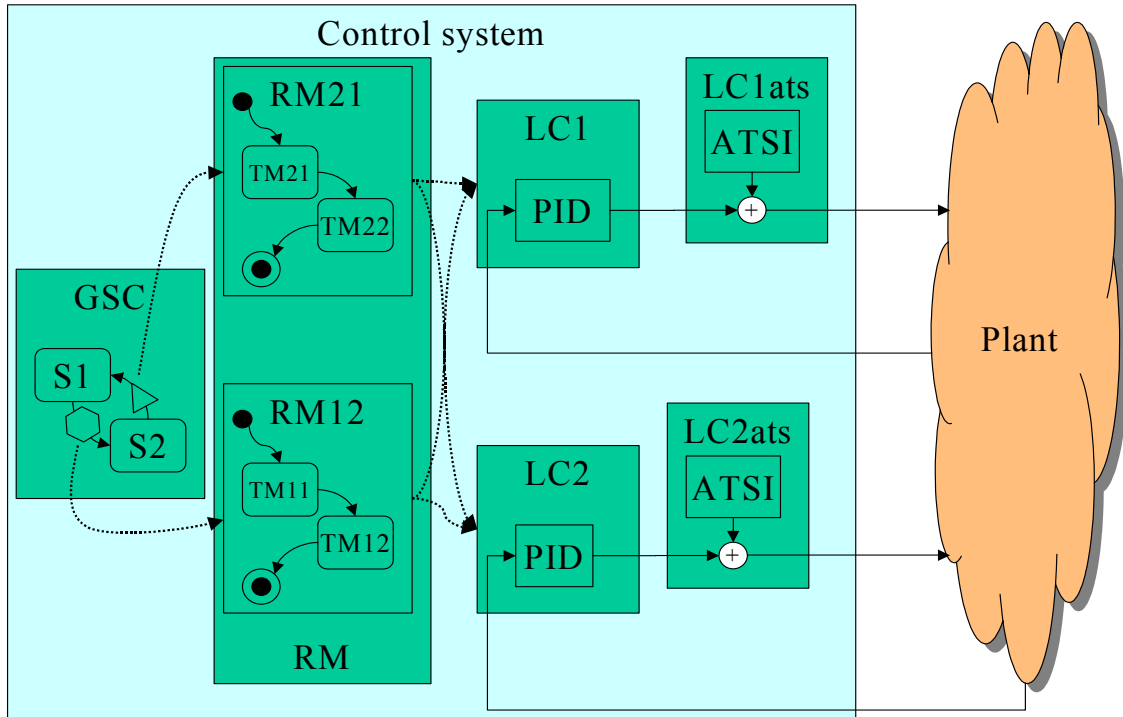 Control system
RM21
TM21
TM22
LC1
PID
LC1ats
ATSI
+
GSC
S1
S2
Plant
RM12
TM11
TM12
RM
LC2
PID
LC2ats
ATSI
+